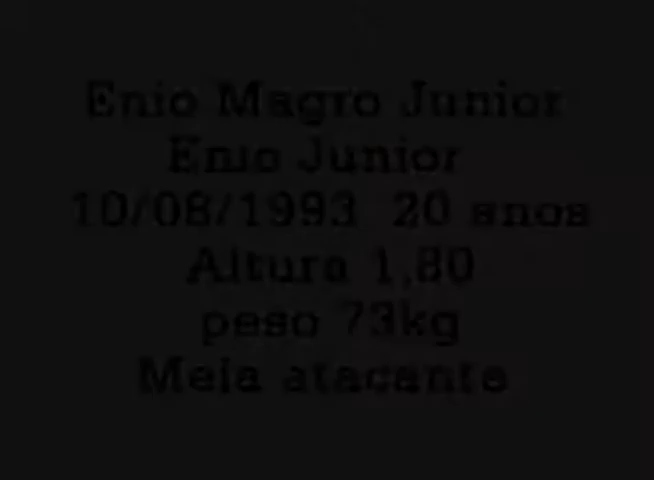 Enio Magro Junior
Enio Junior
10/08/1993 20 anos
Altura 1,80
peso 73kg
Meia atacante